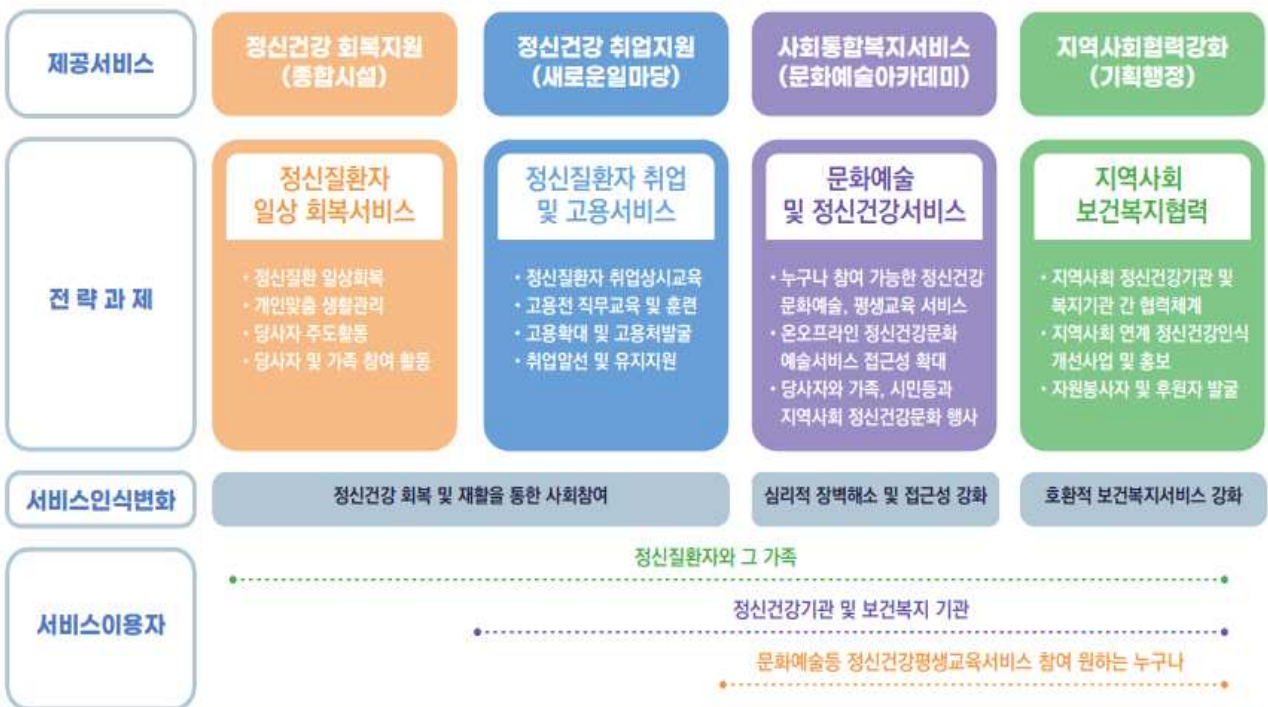 제공서비스
정신건강 회복지원
(종합시설)
정신건강 취업지원
(새로운일마당)
사회통합복지서비스
(문화예술아카데미)
지역사회협력강화
(기획행정)
전략과제
정신질환자
일상 회복서비스
• 정신질환 일상회복
• 개인맞춤 생활관리
• 당사자 주도활동
• 당사자 및 가족 참여 활동
정신질환자 취업
및 고용서비스
• 정신질환자 취업상시교육
• 고용전 직무교육 및 훈련
• 고용확대 및 고용처발굴
• 취업알선 및 유지지원
문화예술
및 정신건강서비스
• 누구나 참여 가능한 정신건강
문화예술, 평생교육 서비스
• 온오프라인 정신건강문화
예술서비스 접근성 확대
• 당사자와 가족, 시민등과
지역사회 정신건강문화 행사
지역사회
보건복지협력
• 지역사회 정신건강기관 및
복지기관 간 협력체계
• 지역사회 연계 정신건강인식
개선사업 및 홍보
• 자원봉사자 및 후원자 발굴
서비스인식변화
정신건강 회복 및 재활을 통한 사회참여
심리적 장벽해소 및 접근성 강화
호환적 보건복지서비스 강화
서비스이용자
정신질환자와 그 가족
정신건강기관 및 보건복지 기관
문화예술등 정신건강평생교육서비스 참여 원하는 누구나